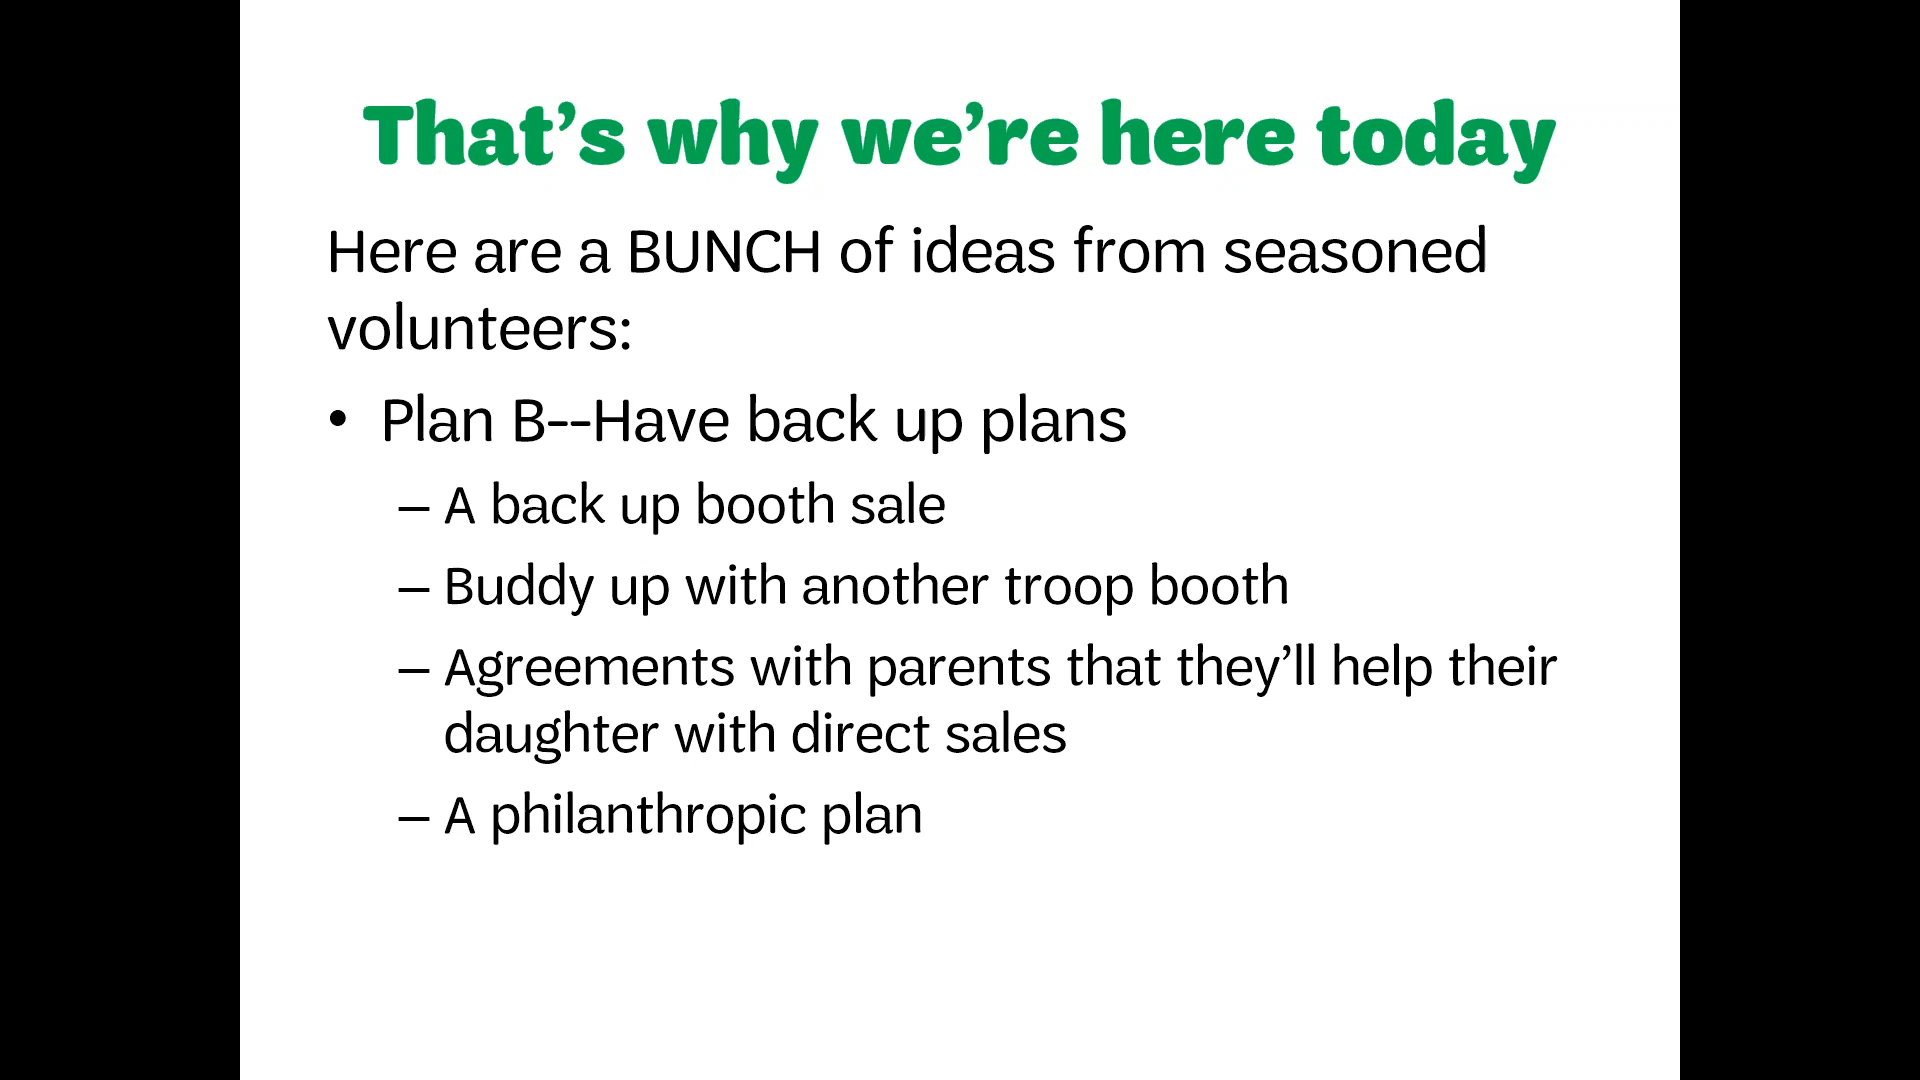 That’s why we’re here today
Here are a BUNCH of ideas from seasoned
volunteers:
• Plan B--Have back up plans
– A back up booth sale
– Buddy up with another troop booth
– Agreements with parents that they’ll help their
daughter with direct sales
– A philanthropic plan